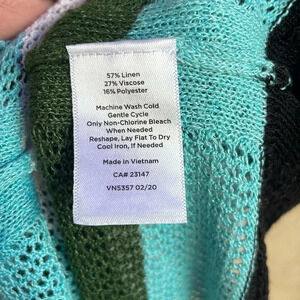 57% Linen
27% Viscose
16% Polyester
Machine Wash Cold
Gentle Cycle
Only Non-Chlorine Bleach
When Needed
Reshape, Lay Flat To Dry
Cool Iron, If Needed
Made in Vietnam
CA# 23147
VNS357 02/20